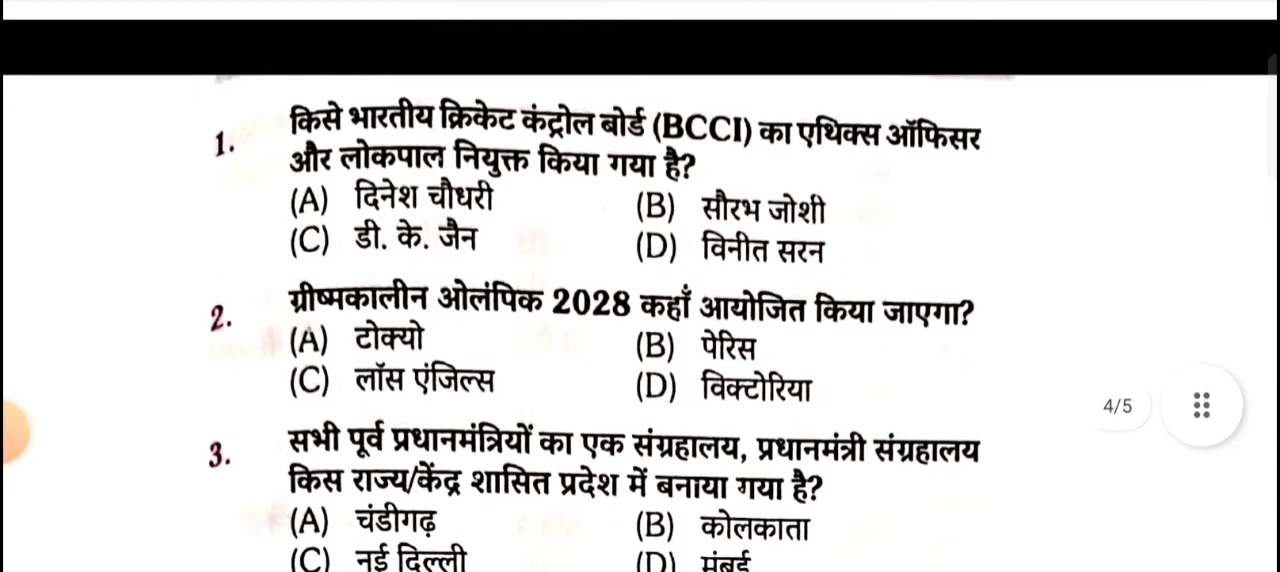 1. किसे भारतीय क्रिकेट कंट्रोल बोर्ड (BCCI) का एथिक्स ऑफिसर
और लोकपाल नियुक्त किया गया है?
(A) दिनेश चौधरी (B) सौरभ जोशी
(C) डी. के. जैन (D) विनीत सरन
2. ग्रीष्मकालीन ओलंपिक 2028 कहाँ आयोजित किया जाएगा?
(A) टोक्यो (B) पेरिस
(C) लॉस एंजिल्स (D) विक्टोरिया
4/5
3. सभी पूर्व प्रधानमंत्रियों का एक संग्रहालय, प्रधानमंत्री संग्रहालय
किस राज्य/केंद्र शासित प्रदेश में बनाया गया है?
(A) चंडीगढ़ (B) कोलकाता
(C) नई दिल्ली (D) मुंबई